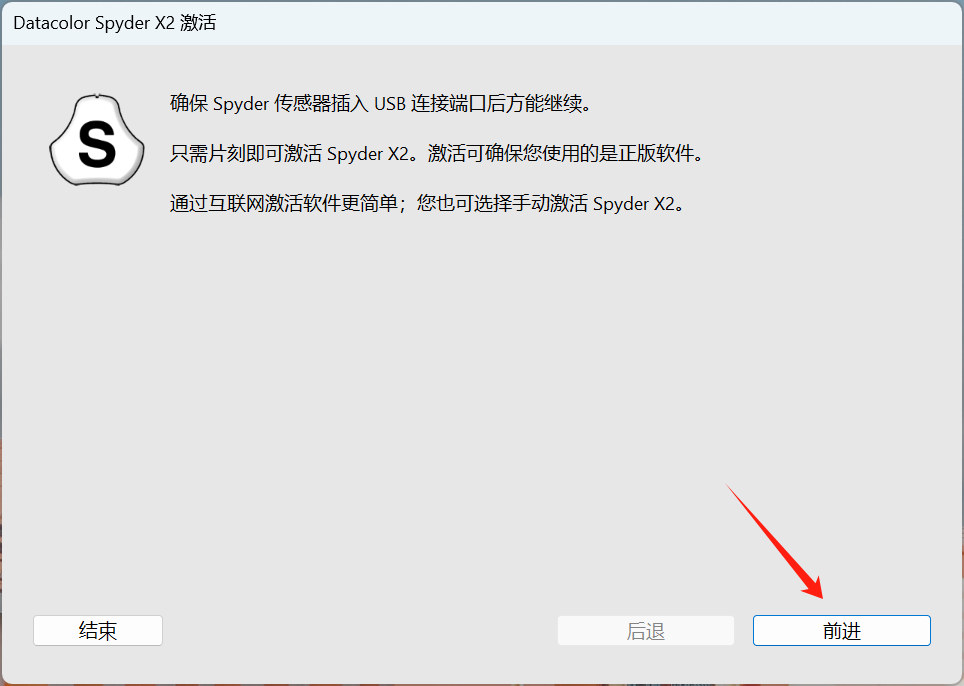 Datacolor Spyder X2 激活
S
确保 Spyder 传感器插入 USB 连接端口后方能继续。
只需片刻即可激活 Spyder X2。激活可确保您使用的是正版软件。
通过互联网激活软件更简单；您也可选择手动激活 Spyder X2。
结束
后退
前进